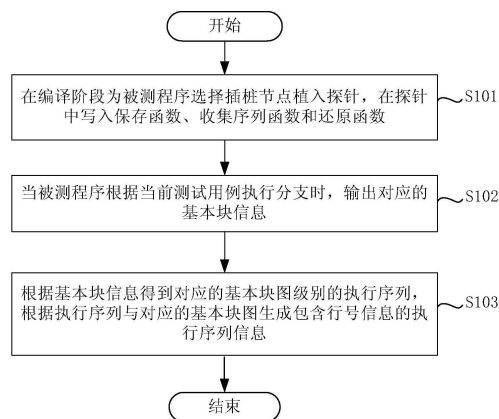 开始
在编译阶段为被测程序选择插桩节点植入探针，在探针
中写入保存函数、收集序列函数和还原函数
S101
当被测程序根据当前测试用例执行分支时，输出对应的
基本块信息
S102
根据基本块信息得到对应的基本块图级别的执行序列，
根据执行序列与对应的基本块图生成包含行号信息的执
行序列信息
S103
结束